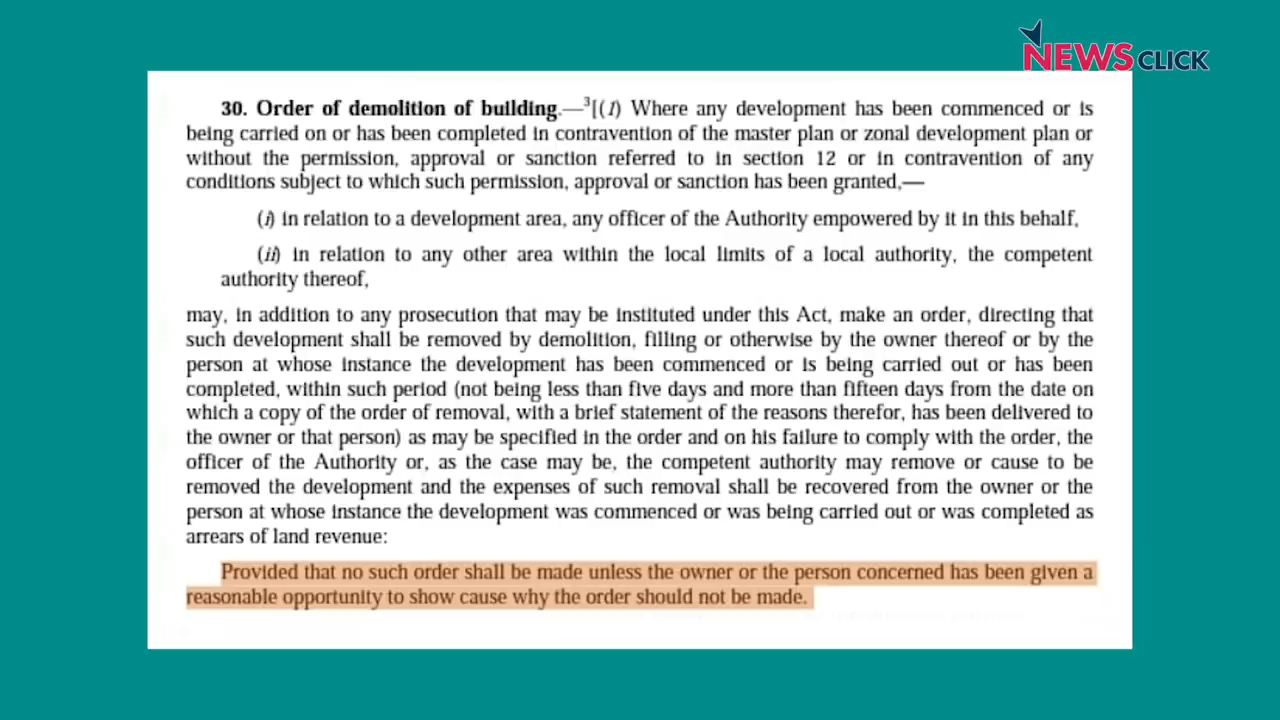 NEWSCLICK
30. Order of demolition of building.—³[(1) Where any development has been commenced or is
being carried on or has been completed in contravention of the master plan or zonal development plan or
without the permission, approval or sanction referred to in section 12 or in contravention of any
conditions subject to which such permission, approval or sanction has been granted,—
(i) in relation to a development area, any officer of the Authority empowered by it in this behalf,
(ii) in relation to any other area within the local limits of a local authority, the competent
authority thereof,
may, in addition to any prosecution that may be instituted under this Act, make an order, directing that
such development shall be removed by demolition, filling or otherwise by the owner thereof or by the
person at whose instance the development has been commenced or is being carried out or has been
completed, within such period (not being less than five days and more than fifteen days from the date on
which a copy of the order of removal, with a brief statement of the reasons therefor, has been delivered to
the owner or that person) as may be specified in the order and on his failure to comply with the order, the
officer of the Authority or, as the case may be, the competent authority may remove or cause to be
removed the development and the expenses of such removal shall be recovered from the owner or the
person at whose instance the development was commenced or was being carried out or was completed as
arrears of land revenue:
Provided that no such order shall be made unless the owner or the person concerned has been given a
reasonable opportunity to show cause why the order should not be made.